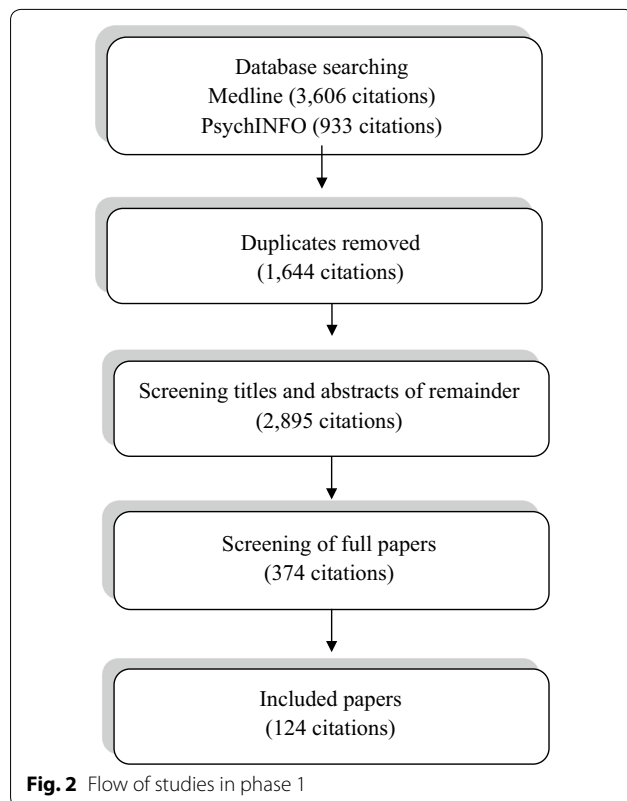 Database searching
Medline (3,606 citations)
PsychINFO (933 citations)
Duplicates removed
(1,644 citations)
Screening titles and abstracts of remainder
(2,895 citations)
Screening of full papers
(374 citations)
Included papers
(124 citations)
Fig. 2 Flow of studies in phase 1